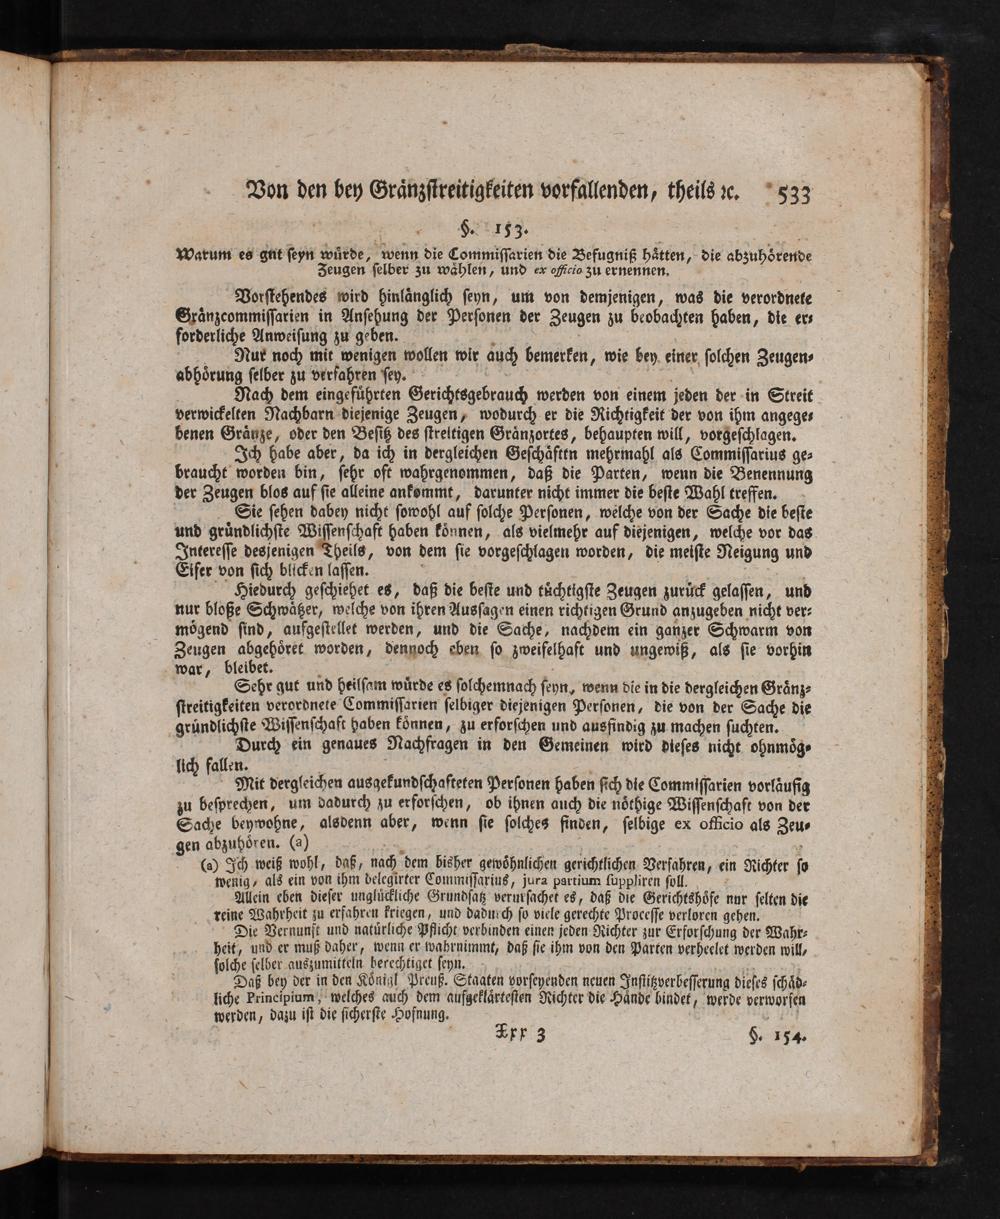 Von den bey Gränzstreitigkeiten vorfallenden, theils ꝛc. 533
§. 153.
Warum es gut seyn würde, wenn die Commissarien die Befugniß hätten, die abzuhörende
Zeugen selber zu wählen, und ex officio zu ernennen.
Vorstehendes wird hinlänglich seyn, um von demjenigen, was die verordnete
Gränzcommissarien in Ansehung der Personen der Zeugen zu beobachten haben, die er-
forderliche Anweisung zu geben.
Nur noch mit wenigen wollen wir auch bemerken, wie bey einer solchen Zeugen-
abhörung selber zu verfahren sey.
Nach dem eingeführten Gerichtsgebrauch werden von einem jeden der in Streit
verwickelten Nachbarn diejenige Zeugen, wodurch er die Richtigkeit der von ihm angege-
benen Gränze, oder den Besitz des streitigen Gränzortes, behaupten will, vorgeschlagen.
Ich habe aber, da ich in dergleichen Geschäfttn mehrmahl als Commissarius ge-
braucht worden bin, sehr oft wahrgenommen, daß die Parten, wenn die Benennung
der Zeugen blos auf sie alleine ankommt, darunter nicht immer die beste Wahl treffen.
Sie sehen dabey nicht sowohl auf solche Personen, welche von der Sache die beste
und gründlichste Wissenschaft haben können, als vielmehr auf diejenigen, welche vor das
Interesse desjenigen Theils, von dem sie vorgeschlagen worden, die meiste Neigung und
Eifer von sich blicken lassen.
Hiedurch geschiehet es, daß die beste und tüchtigste Zeugen zurück gelassen, und
nur bloße Schwätzer, welche von ihren Aussagen einen richtigen Grund anzugeben nicht ver-
mögend sind, aufgestellet werden, und die Sache, nachdem ein ganzer Schwarm von
Zeugen abgehöret worden, dennoch eben so zweifelhaft und ungewiß, als sie vorhin
war, bleibet.
Sehr gut und heilsam würde es solchemnach seyn, wenn die in die dergleichen Gränz-
streitigkeiten verordnete Commissarien selbiger diejenigen Personen, die von der Sache die
gründlichste Wissenschaft haben können, zu erforschen und ausfindig zu machen suchten.
Durch ein genaues Nachfragen in den Gemeinen wird dieses nicht ohnmög-
lich fallen.
Mit dergleichen ausgekundschafteten Personen haben sich die Commissarien vorläufig
zu besprechen, um dadurch zu erforschen, ob ihnen auch die nöthige Wissenschaft von der
Sache beywohne, alsdenn aber, wenn sie solches finden, selbige ex officio als Zeu-
gen abzuhören. (a)
(a) Ich weiß wohl, daß, nach dem bisher gewöhnlichen gerichtlichen Verfahren, ein Richter so
wenig, als ein von ihm delegirter Commissarius, jura partium suppliren soll.
Allein eben dieser unglückliche Grundsatz verursachet es, daß die Gerichtshöfe nur selten die
reine Wahrheit zu erfahren kriegen, und dadurch so viele gerechte Processe verloren gehen.
Die Vernunft und natürliche Pflicht verbinden einen jeden Richter zur Erforschung der Wahr-
heit, und er muß daher, wenn er wahrnimmt, daß sie ihm von den Parten verheelet werden will,
solche selber auszumitteln berechtiget seyn.
Daß bey der in den Königl Preuß. Staaten vorseyenden neuen Justitzverbesserung dieses schäd-
liche Principium, welches auch dem aufgeklärtesten Richter die Hände bindet, werde verworfen
werden, dazu ist die sicherste Hofnung.
Xxx 3 §. 154.